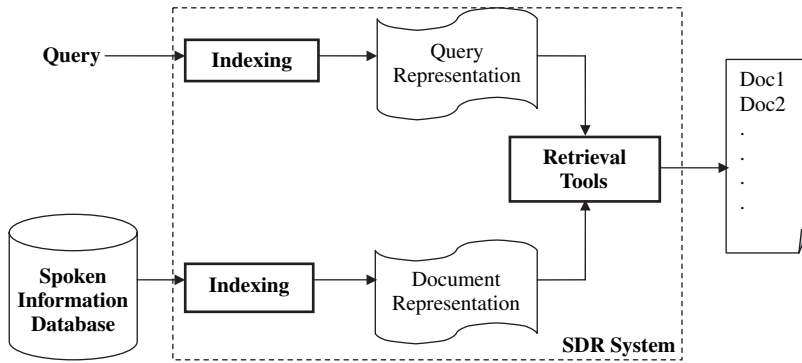 Query
Indexing
Query
Representation
Doc1
Doc2
.
.
.
.
Retrieval
Tools
Spoken
Information
Database
Indexing
Document
Representation
SDR System